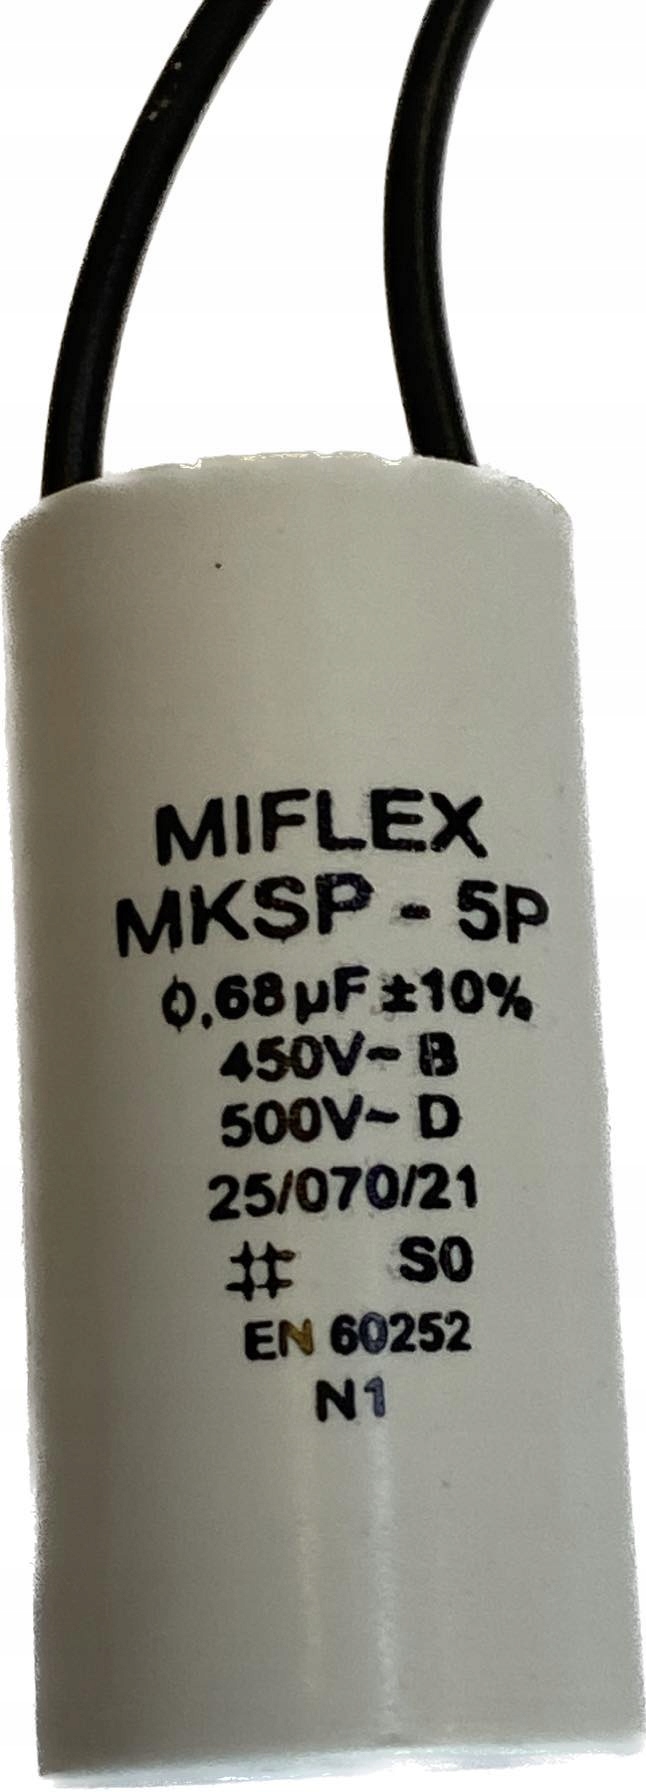 MIFLEX
MKSP - 5P
0,68 µF ±10%
450V~ B
500V~ D
25/070/21
S0
EN 60252
N1